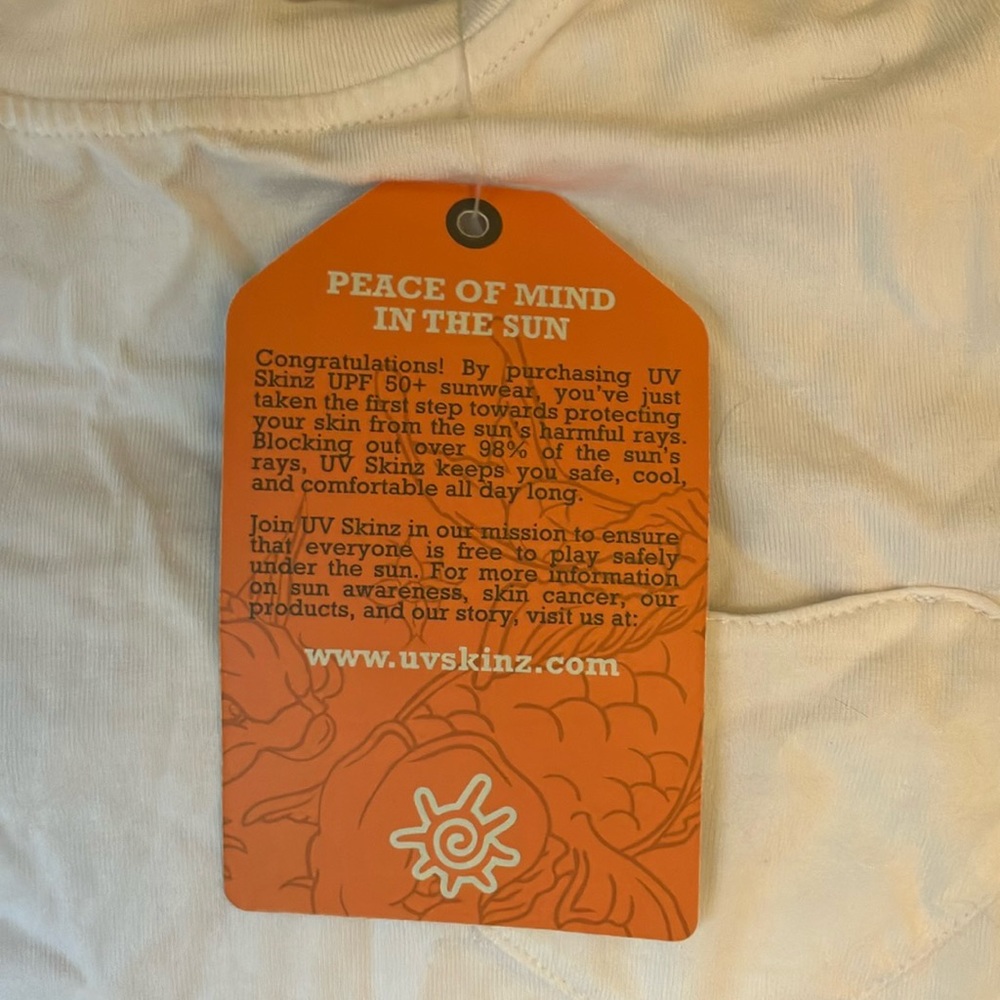 PEACE OF MIND
IN THE SUN
Congratulations! By purchasing UV
Skinz UPF 50+ sunwear, you've just
taken the first step towards protecting
your skin from the sun's harmful rays.
Blocking out over 98% of the sun's
rays, UV Skinz keeps you safe, cool,
and comfortable all day long.
Join UV Skinz in our mission to ensure
that everyone is free to play safely
under the sun. For more information
on sun awareness, skin cancer, our
products, and our story, visit us at:
www.uvskinz.com